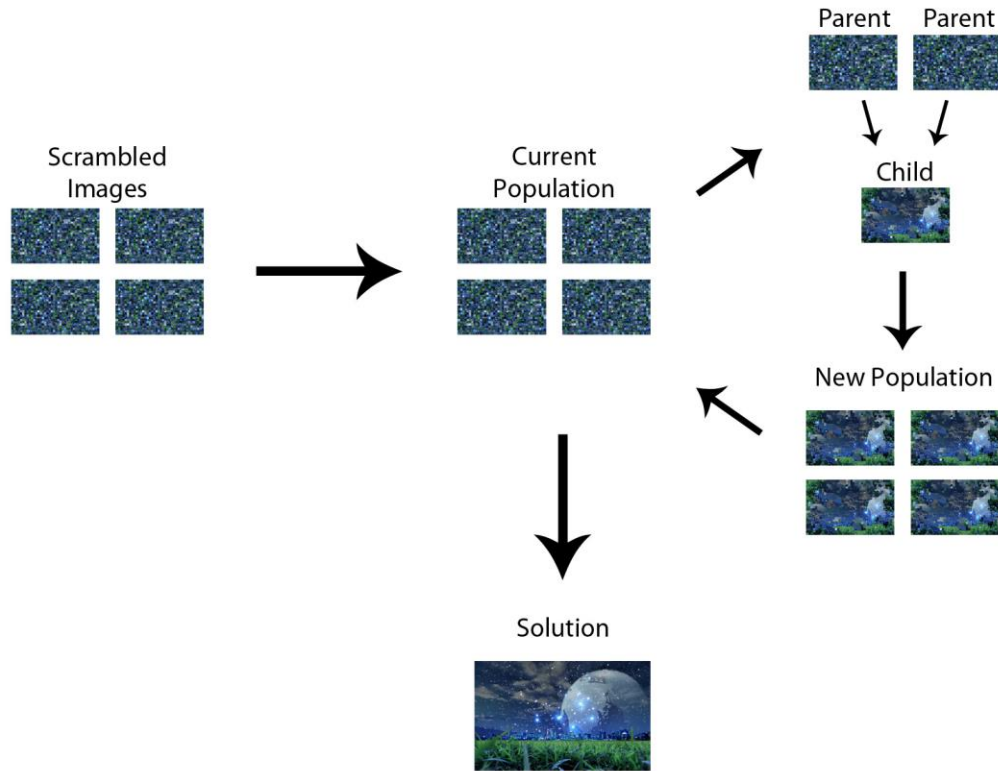 Scrambled
Images
Current
Population
Parent
Parent
Child
New Population
Solution